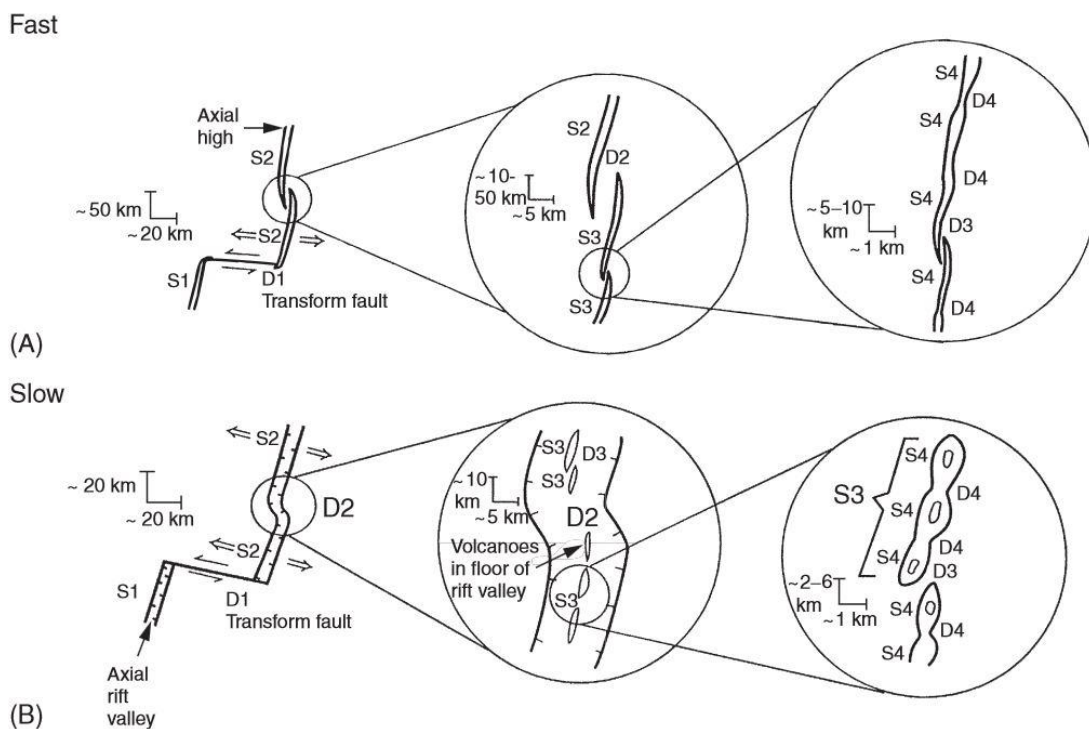 Fast
Axial
high
S2
~50 km
~20 km
S2
S1
D1
Transform fault
S2
D2
~10-
50 km
~5 km
S3
S3
S4
D4
S4
D4
S4
~5–10
km
~1 km
D3
S4
D4
(A)
Slow
S2
~ 20 km
~ 20 km
D2
S2
S1
D1
Transform fault
Axial
rift
valley
S3
D3
S3
~10
km
~5 km
D2
Volcanoes
in floor of
rift valley
S3
S4
S3
D4
S4
S4
D4
D3
~2–6
km
~1 km
S4
D4
S4
(B)